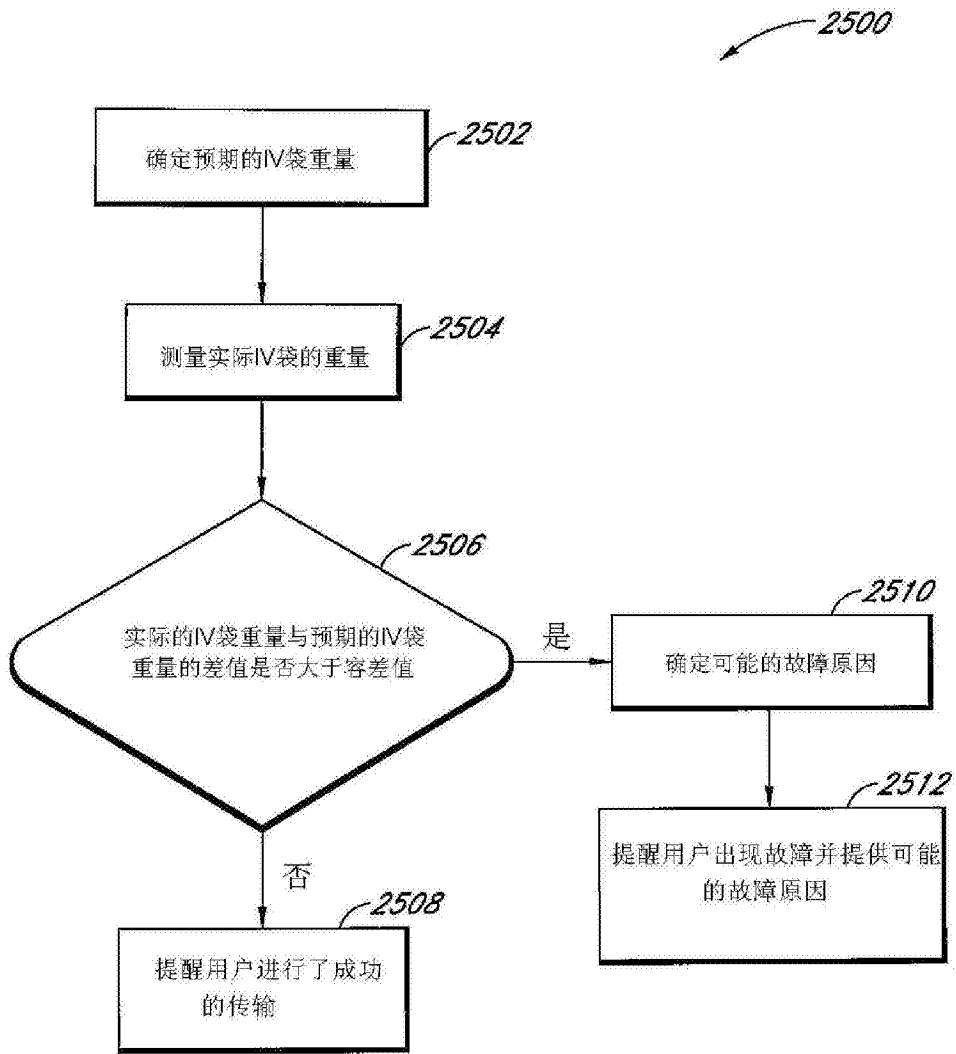 2500
2502
确定预期的IV袋重量
2504
测量实际IV袋的重量
2506
实际的IV袋重量与预期的IV袋
重量的差值是否大于容差值
是
2510
确定可能的故障原因
2512
提醒用户出现故障并提供可能
的故障原因
否
2508
提醒用户进行了成功
的传输